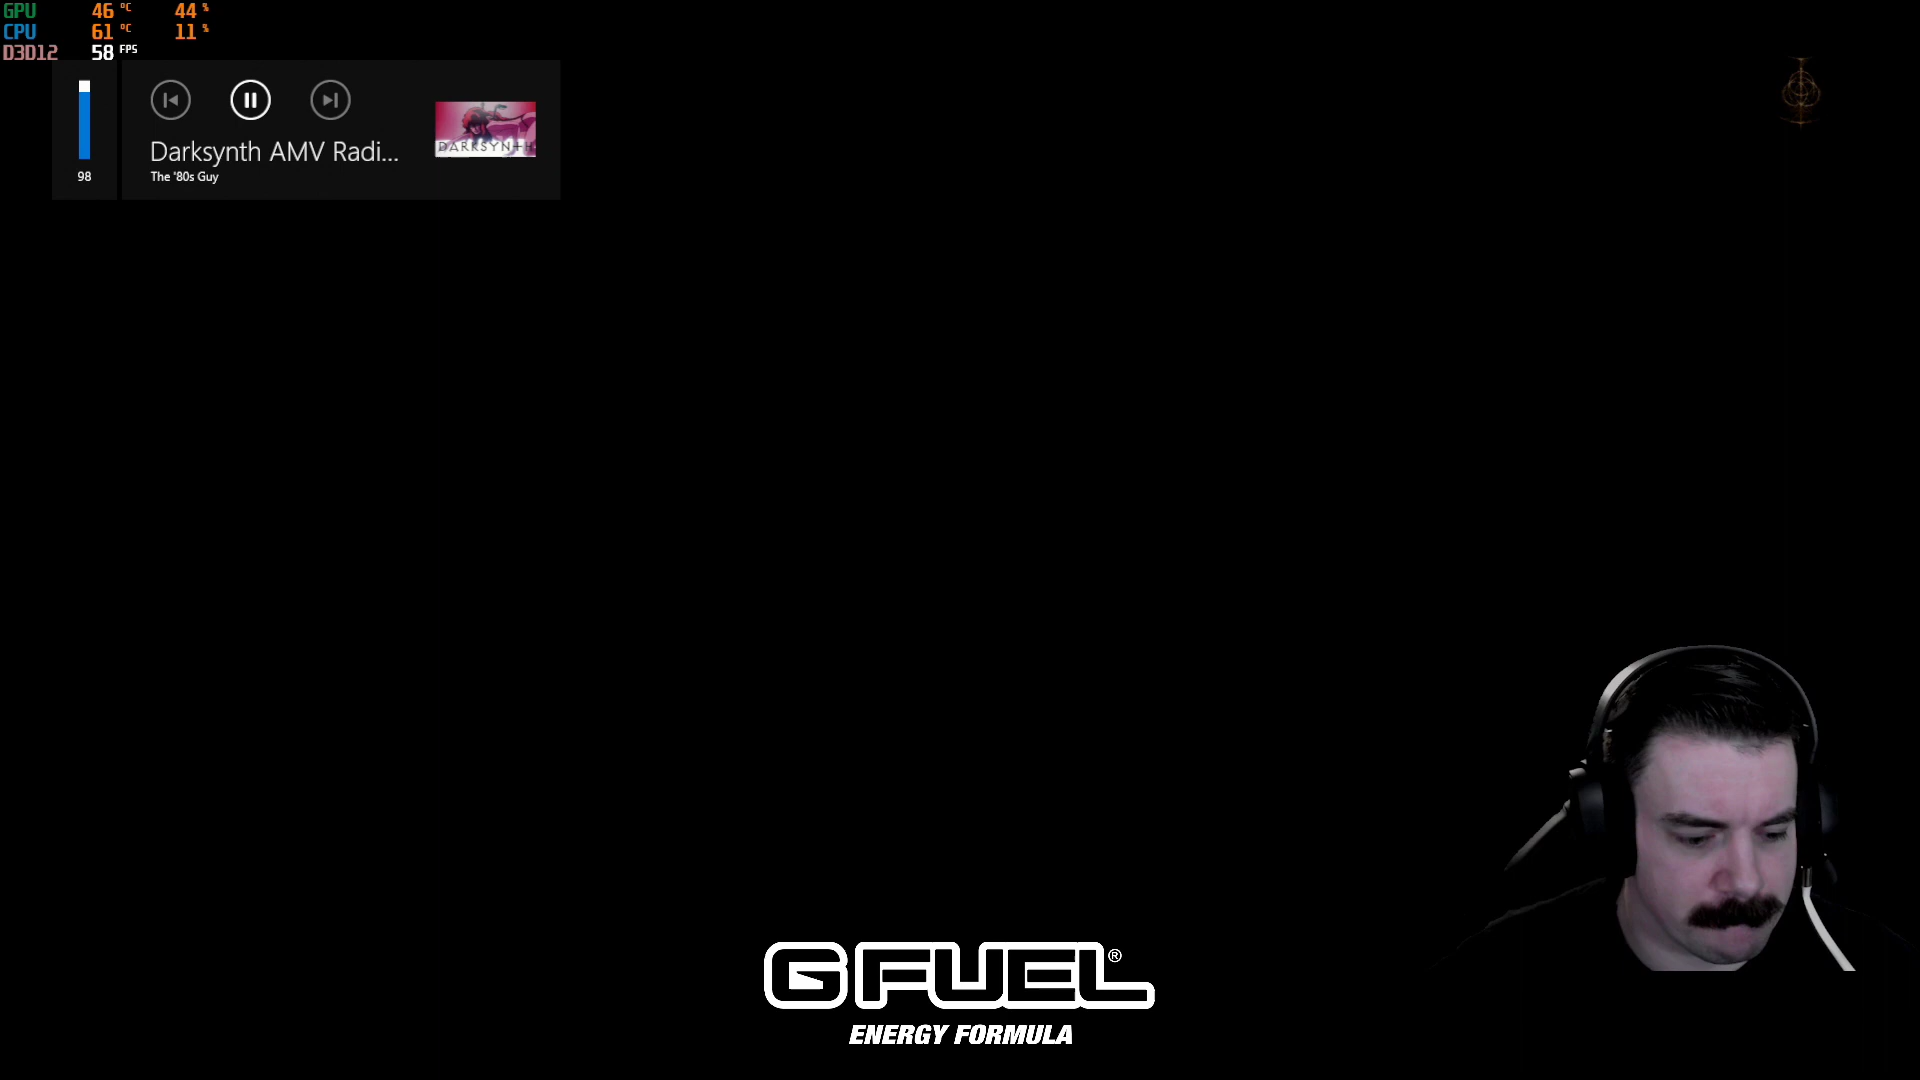 GPU 46 °C 44 %
CPU 61 °C 11 %
D3D12 58 FPS
Darksynth AMV Radi...
The '80s Guy
98
DARKSYNTH
G FUEL®
ENERGY FORMULA